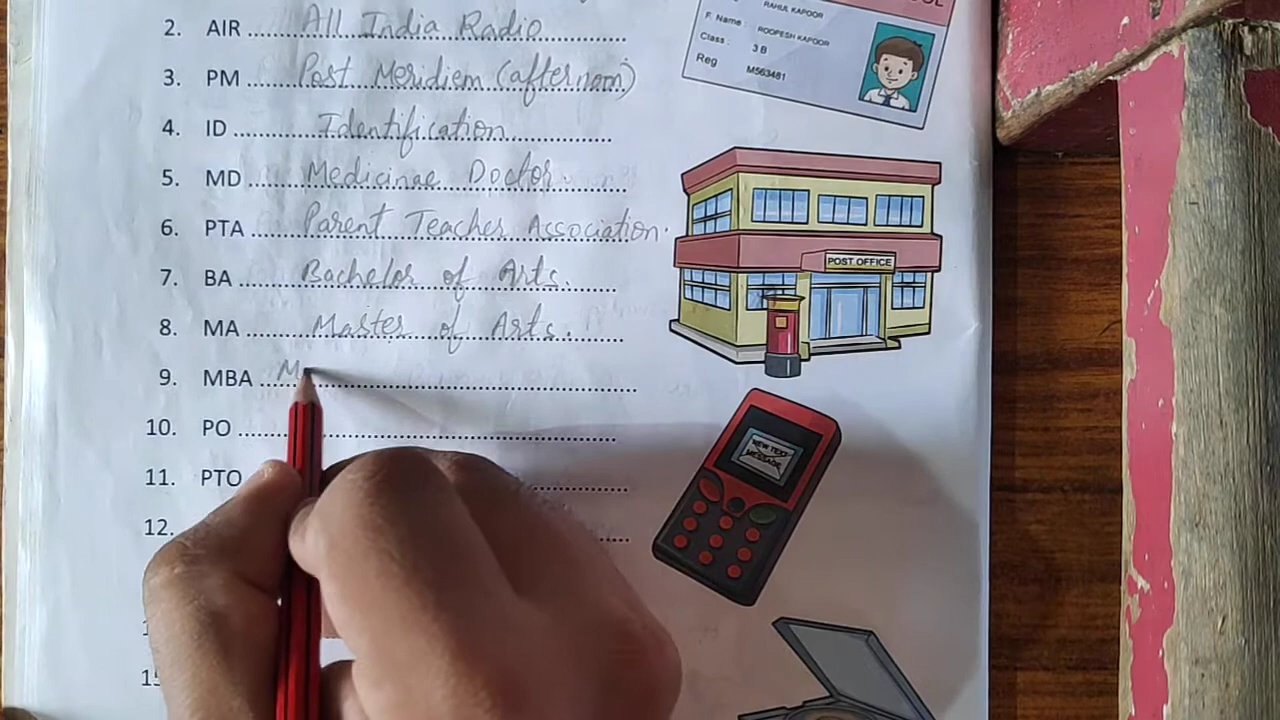 RAHUL KAPOOR
F. Name : ROOPESH KAPOOR
Class : 3 B
Reg M563481
2. AIR All India Radio
3. PM Post Meridiem (afternoon)
4. ID Identification
5. MD Medicinae Doctor.
6. PTA Parent Teacher Association.
7. BA Bachelor of Arts.
8. MA Master of Arts.
9. MBA M
10. PO
11. PTO
12.
POST OFFICE
NEW TEXT
MESSAGE